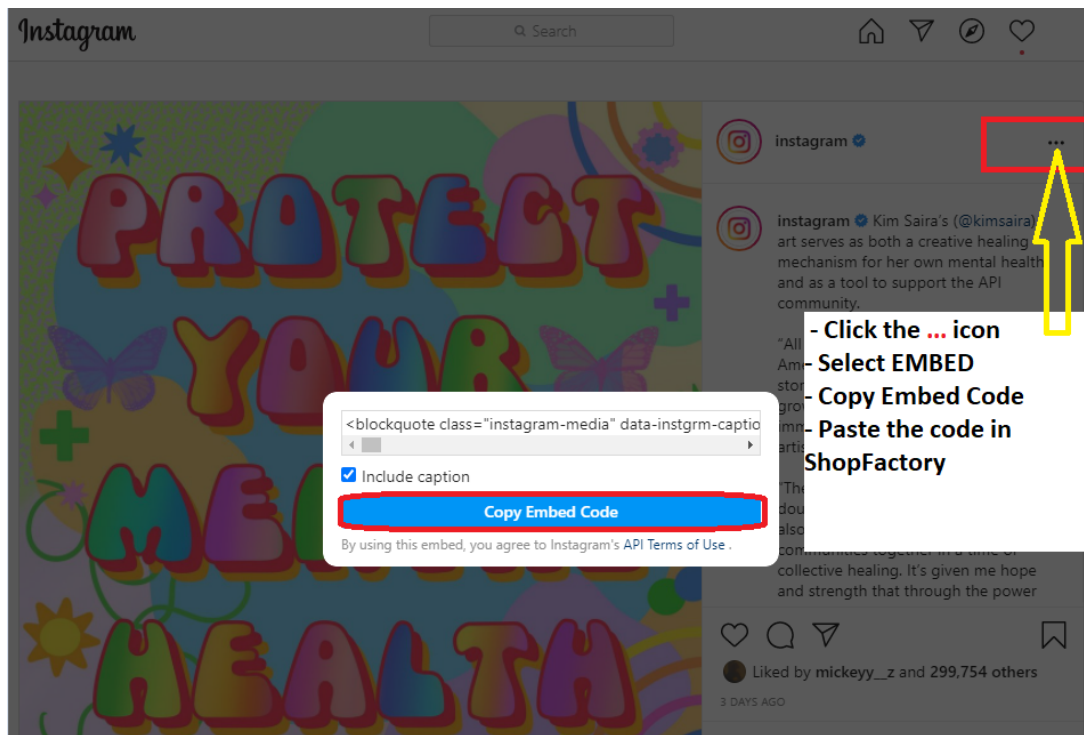 Instagram
Search
PROTECT
YOUR
MENTAL
HEALTH
instagram
instagram Kim Saira's (@kimsaira)
art serves as both a creative healing
mechanism for her own mental health
and as a tool to support the API
community.
"All
- Click the ... icon
- Select EMBED
- Copy Embed Code
- Paste the code in
ShopFactory
<blockquote class="instagram-media" data-instgrm-captio
Include caption
Copy Embed Code
By using this embed, you agree to Instagram's API Terms of Use .
communities together in a time of
collective healing. It's given me hope
and strength that through the power
Liked by mickeyy__z and 299,754 others
3 DAYS AGO